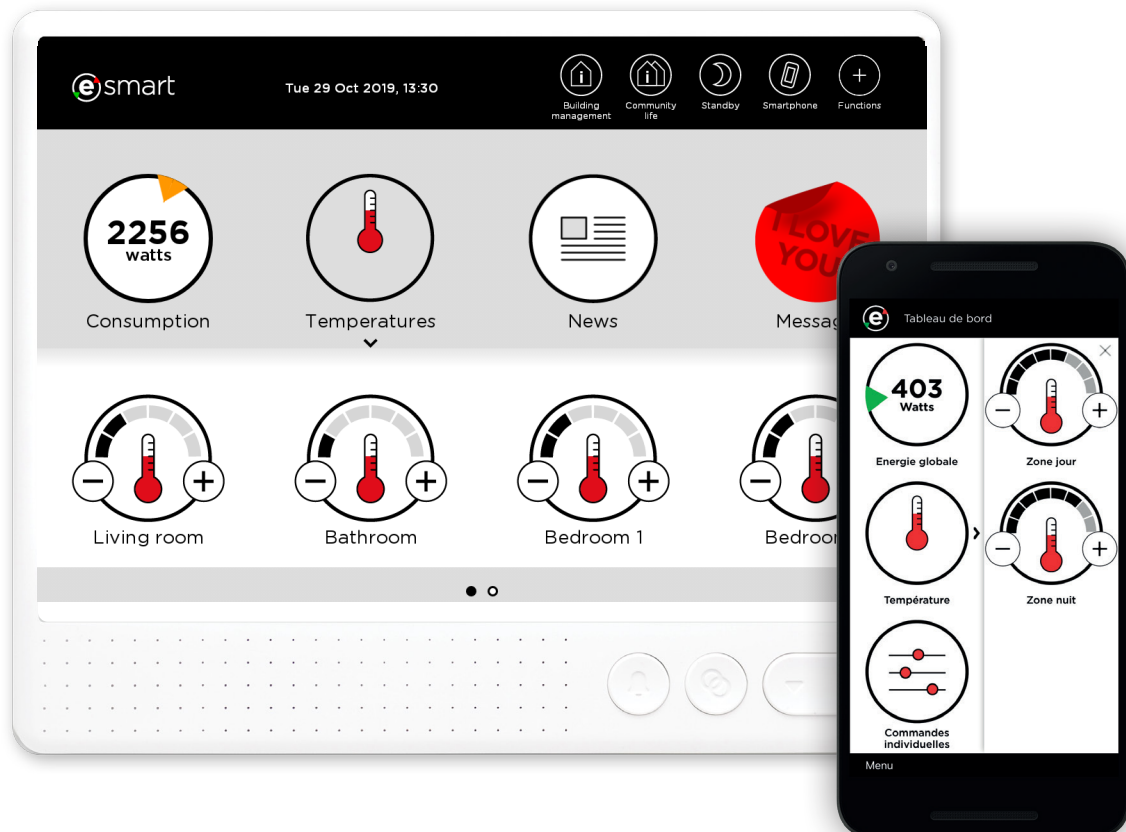 esmart
Tue 29 Oct 2019, 13:30
Building
management
Community
life
Standby
Smartphone
Functions
2256
watts
Consumption
Temperatures
News
I LOVE
YOU
Messag
Living room
Bathroom
Bedroom 1
Bedroo
e
Tableau de bord
403
Watts
Energie globale
Zone jour
Température
Zone nuit
Commandes
individuelles
Menu